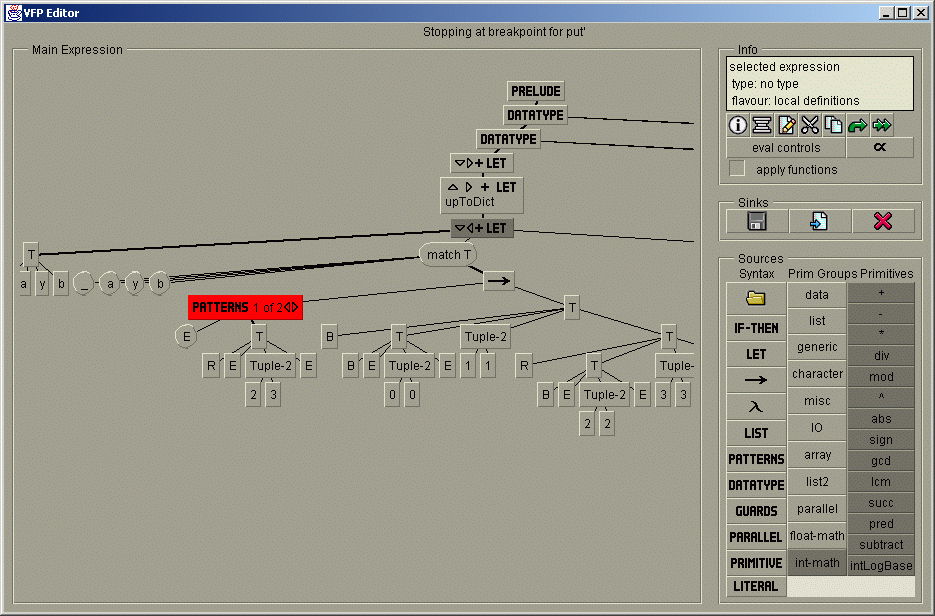 VFP Editor
Stopping at breakpoint for put'
Main Expression
PRELUDE
DATATYPE
DATATYPE
+ LET
+ LET
upToDict
+ LET
T
match T
a y b _ a y b
→
PATTERNS 1 of 2
T
E T B T Tuple-2 T
R E Tuple-2 E B E Tuple-2 E 1 1 R T Tuple-
2 3 0 0 B E Tuple-2 E 3 3
2 2
Info
selected expression
type: no type
flavour: local definitions
eval controls
∝
apply functions
Sinks
Sources
Syntax Prim Groups Primitives
IF-THEN
LET
→
λ
LIST
PATTERNS
DATATYPE
GUARDS
PARALLEL
PRIMITIVE
LITERAL
data
list
generic
character
misc
IO
array
list2
parallel
float-math
int-math
+
-
*
div
mod
^
abs
sign
gcd
lcm
succ
pred
subtract
intLogBase